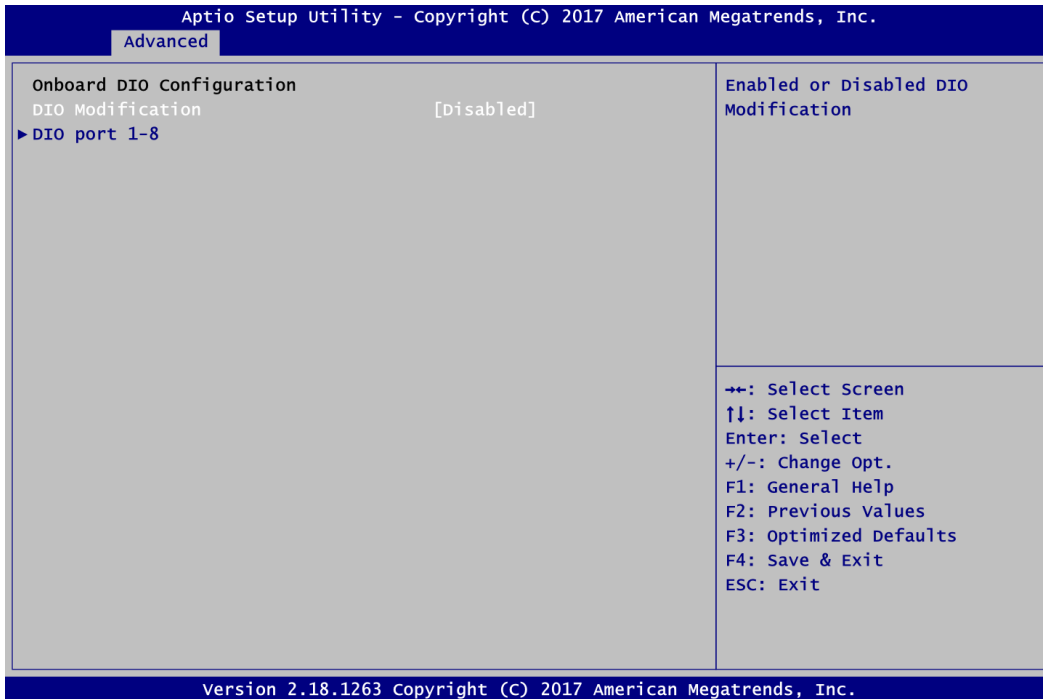 Aptio Setup Utility - Copyright (C) 2017 American Megatrends, Inc.
Advanced
Onboard DIO Configuration
DIO Modification [Disabled]
►DIO port 1-8
Enabled or Disabled DIO
Modification
→←: Select Screen
↑↓: Select Item
Enter: Select
+/-: Change Opt.
F1: General Help
F2: Previous Values
F3: Optimized Defaults
F4: Save & Exit
ESC: Exit
Version 2.18.1263 Copyright (C) 2017 American Megatrends, Inc.